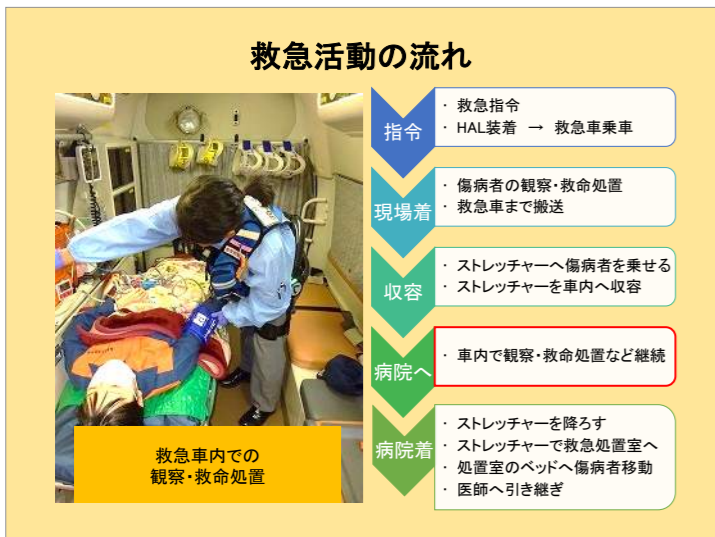 救急活動の流れ
指令
・ 救急指令
・ HAL装着 → 救急車乗車
現場着
・ 傷病者の観察・救命処置
・ 救急車まで搬送
収容
・ ストレッチャーへ傷病者を乗せる
・ ストレッチャーを車内へ収容
病院へ
・ 車内で観察・救命処置など継続
病院着
・ ストレッチャーを降ろす
・ ストレッチャーで救急処置室へ
・ 処置室のベッドへ傷病者移動
・ 医師へ引き継ぎ
救急車内での
観察・救命処置